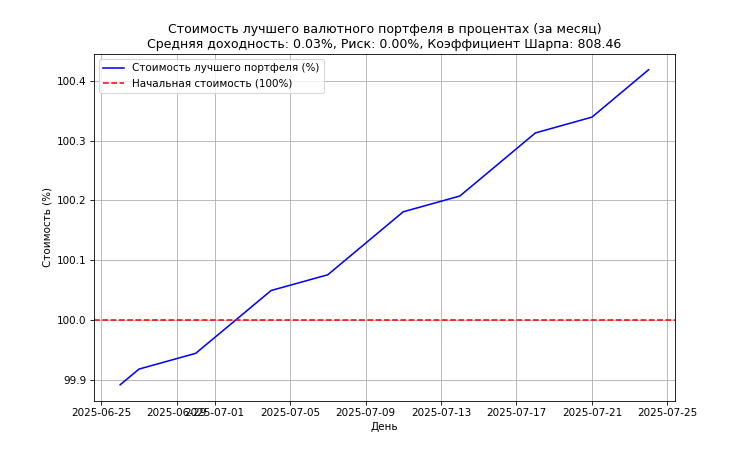 Стоимость лучшего валютного портфеля в процентах (за месяц)
Средняя доходность: 0.03%, Риск: 0.00%, Коэффициент Шарпа: 808.46
Стоимость лучшего портфеля (%)
Начальная стоимость (100%)
Стоимость (%)
100.4
100.3
100.2
100.1
100.0
99.9
2025-06-25 2025-06-29 2025-07-01 2025-07-05 2025-07-09 2025-07-13 2025-07-17 2025-07-21 2025-07-25
День